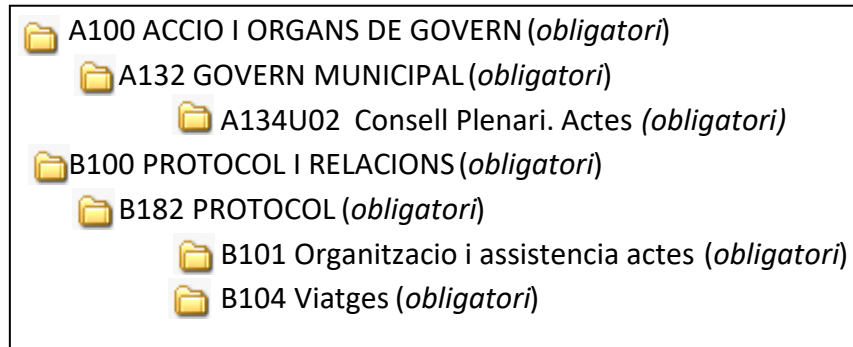 A100 ACCIO I ORGANS DE GOVERN (obligatori)
A132 GOVERN MUNICIPAL (obligatori)
A134U02 Consell Plenari. Actes (obligatori)
B100 PROTOCOL I RELACIONS (obligatori)
B182 PROTOCOL (obligatori)
B101 Organitzacio i assistencia actes (obligatori)
B104 Viatges (obligatori)